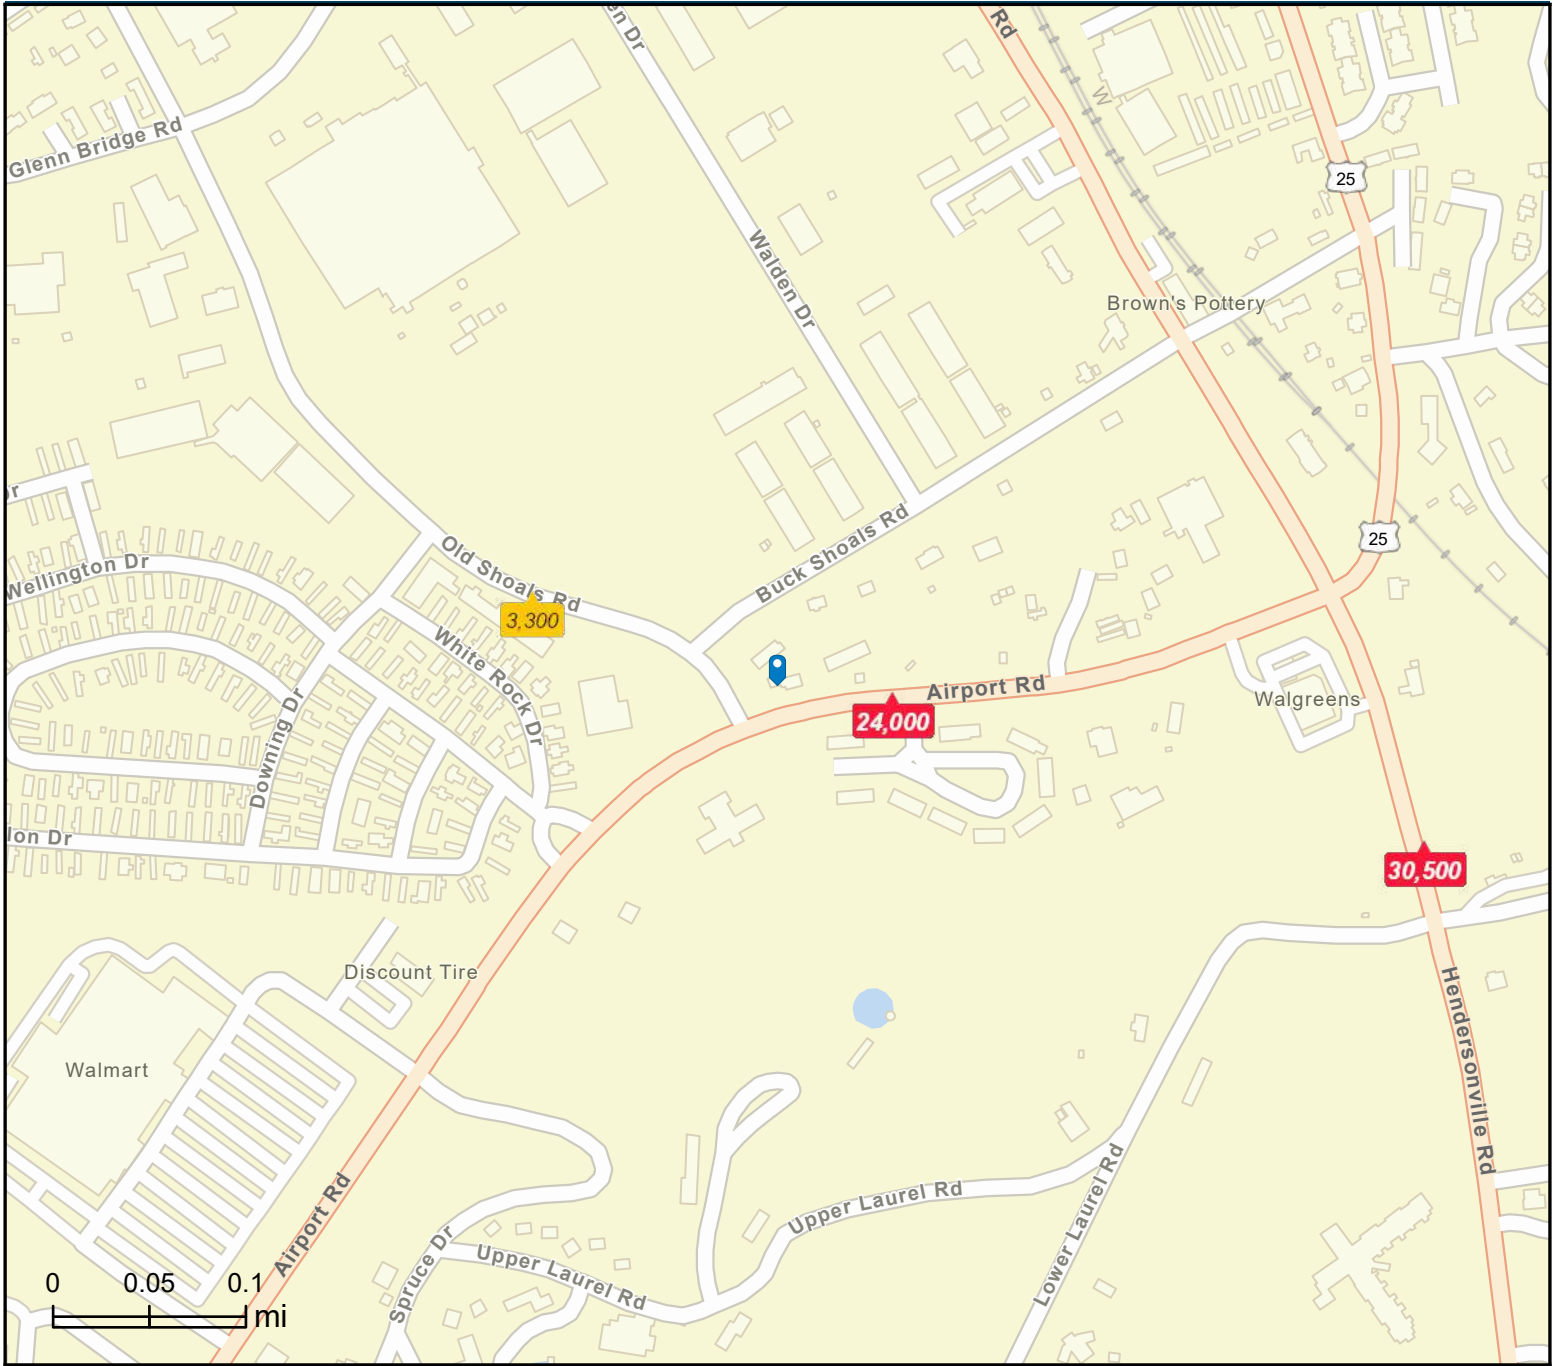 en Dr
Rd
W
Glenn Bridge Rd
25
Walden Dr
Brown's Pottery
Dr
Wellington Dr
Old Shoals Rd
Buck Shoals Rd
25
3,300
White Rock Dr
Airport Rd
24,000
Walgreens
Downing Dr
lon Dr
30,500
Discount Tire
Walmart
Hendersonville Rd
Airport Rd
Upper Laurel Rd
Lower Laurel Rd
Spruce Dr
Upper Laurel Rd
0 0.05 0.1
mi